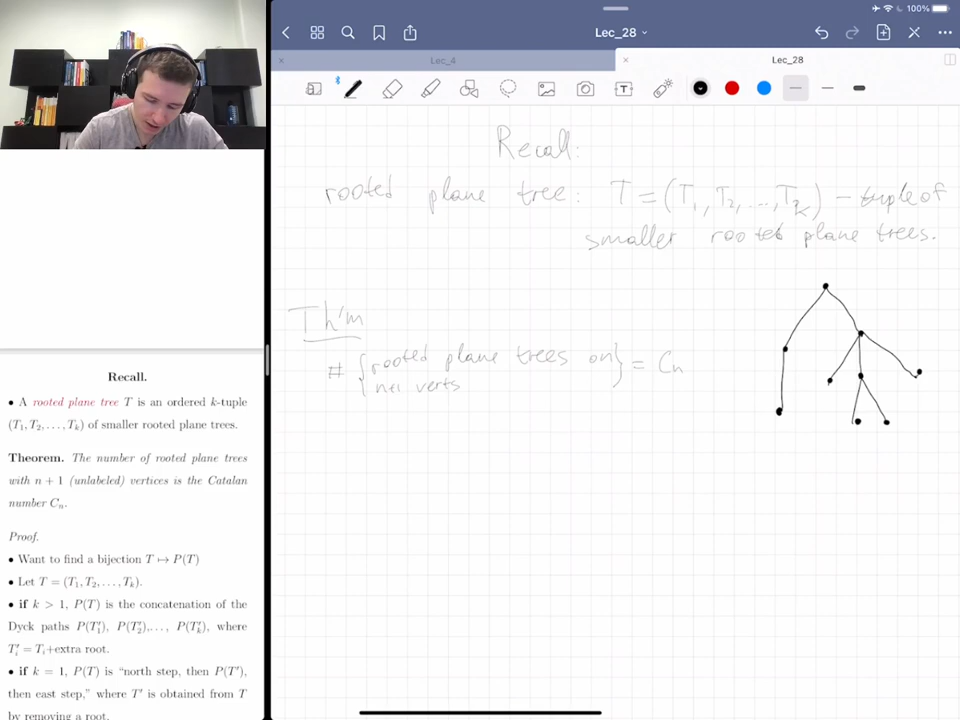 100%
Lec_28
Lec_4
Lec_28
T
Recall:
rooted plane tree: T = (T₁, T₂, ..., Tₖ) – tuple of
smaller rooted plane trees.
Th'm
# {rooted plane trees on
n+1 verts} = Cn
Recall.
• A rooted plane tree T is an ordered k-tuple
(T₁, T₂, . . . , Tₖ) of smaller rooted plane trees.
Theorem. The number of rooted plane trees
with n + 1 (unlabeled) vertices is the Catalan
number Cₙ.
Proof.
• Want to find a bijection T ↦ P(T)
• Let T = (T₁, T₂, . . . , Tₖ).
• if k > 1, P(T) is the concatenation of the
Dyck paths P(T′₁), P(T′₂),. . . , P(T′ₖ), where
T′ᵢ = Tᵢ+extra root.
• if k = 1, P(T) is “north step, then P(T′),
then east step,” where T′ is obtained from T
by removing a root.